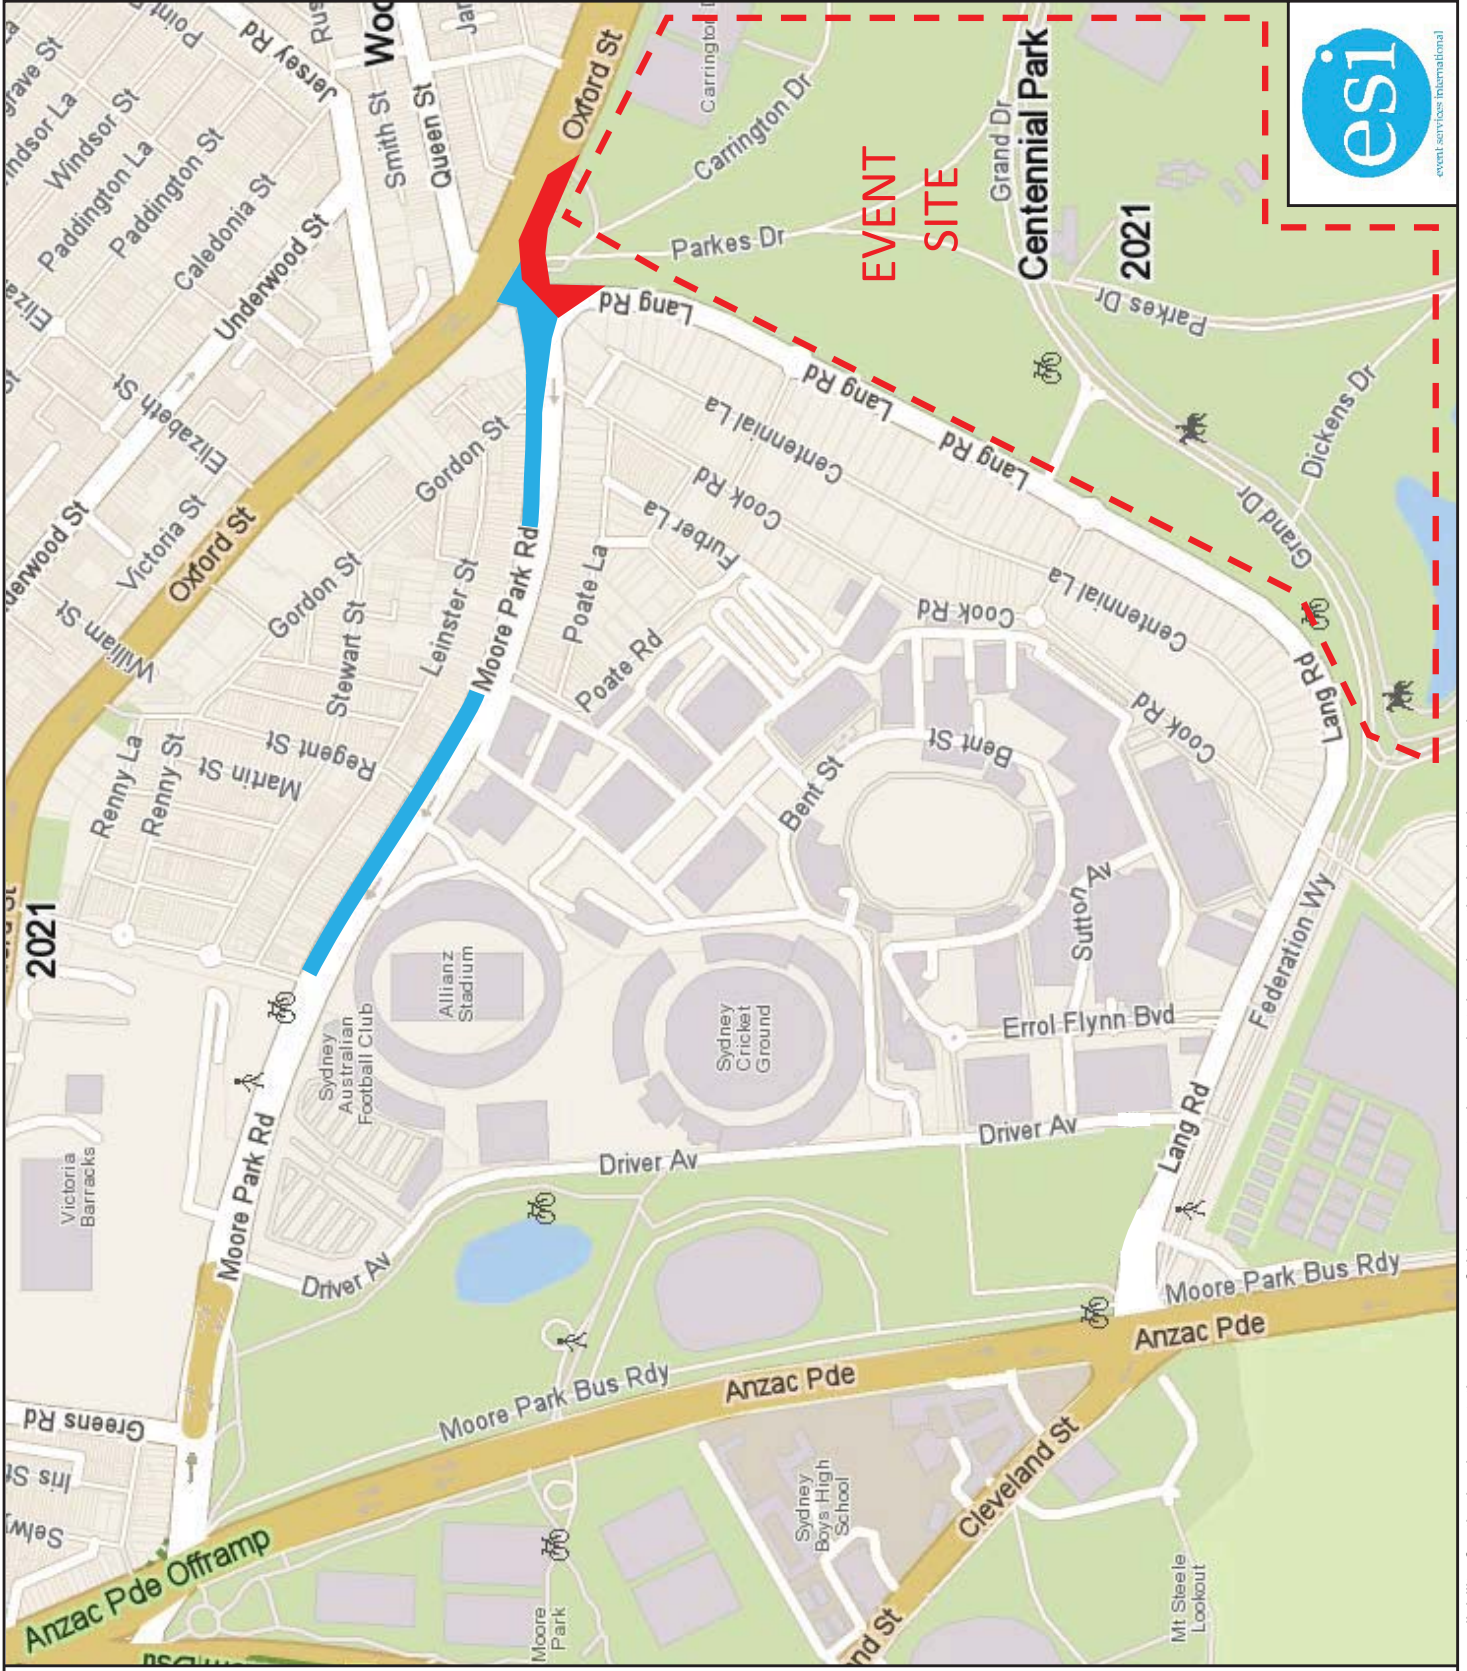 Jersey Rd
Smith St
Queen St
Windsor St
Paddington La
Paddington St
Caledonia St
Underwood St
Elizabeth St
Victoria St
William St
Oxford St
Oxford St
Gordon St
Gordon St
Stewart St
Leinster St
Regent St
Martin St
Renny La
Renny St
2021
Moore Park Rd
Moore Park Rd
Poate La
Poate Rd
Furber La
Cook Rd
Cook Rd
Cook Rd
Centennial La
Centennial La
Lang Rd
Lang Rd
Lang Rd
Lang Rd
Lang Rd
Lang Rd
Lang Rd
Carrington Dr
Parkes Dr
Parkes Dr
Grand Dr
Grand Dr
Dickens Dr
Centennial Park
2021
EVENT
SITE
esi
event services international
Bent St
Bent St
Sutton Av
Errol Flynn Bvd
Federation Wy
Driver Av
Driver Av
Driver Av
Allianz
Stadium
Sydney
Cricket
Ground
Sydney
Australian
Football Club
Victoria
Barracks
Greens Rd
Iris St
Moore Park Bus Rdy
Moore Park Bus Rdy
Anzac Pde
Anzac Pde
Anzac Pde Offramp
Cleveland St
Sydney
Boys High
School
Moore
Park
Mt Steele
Lookout